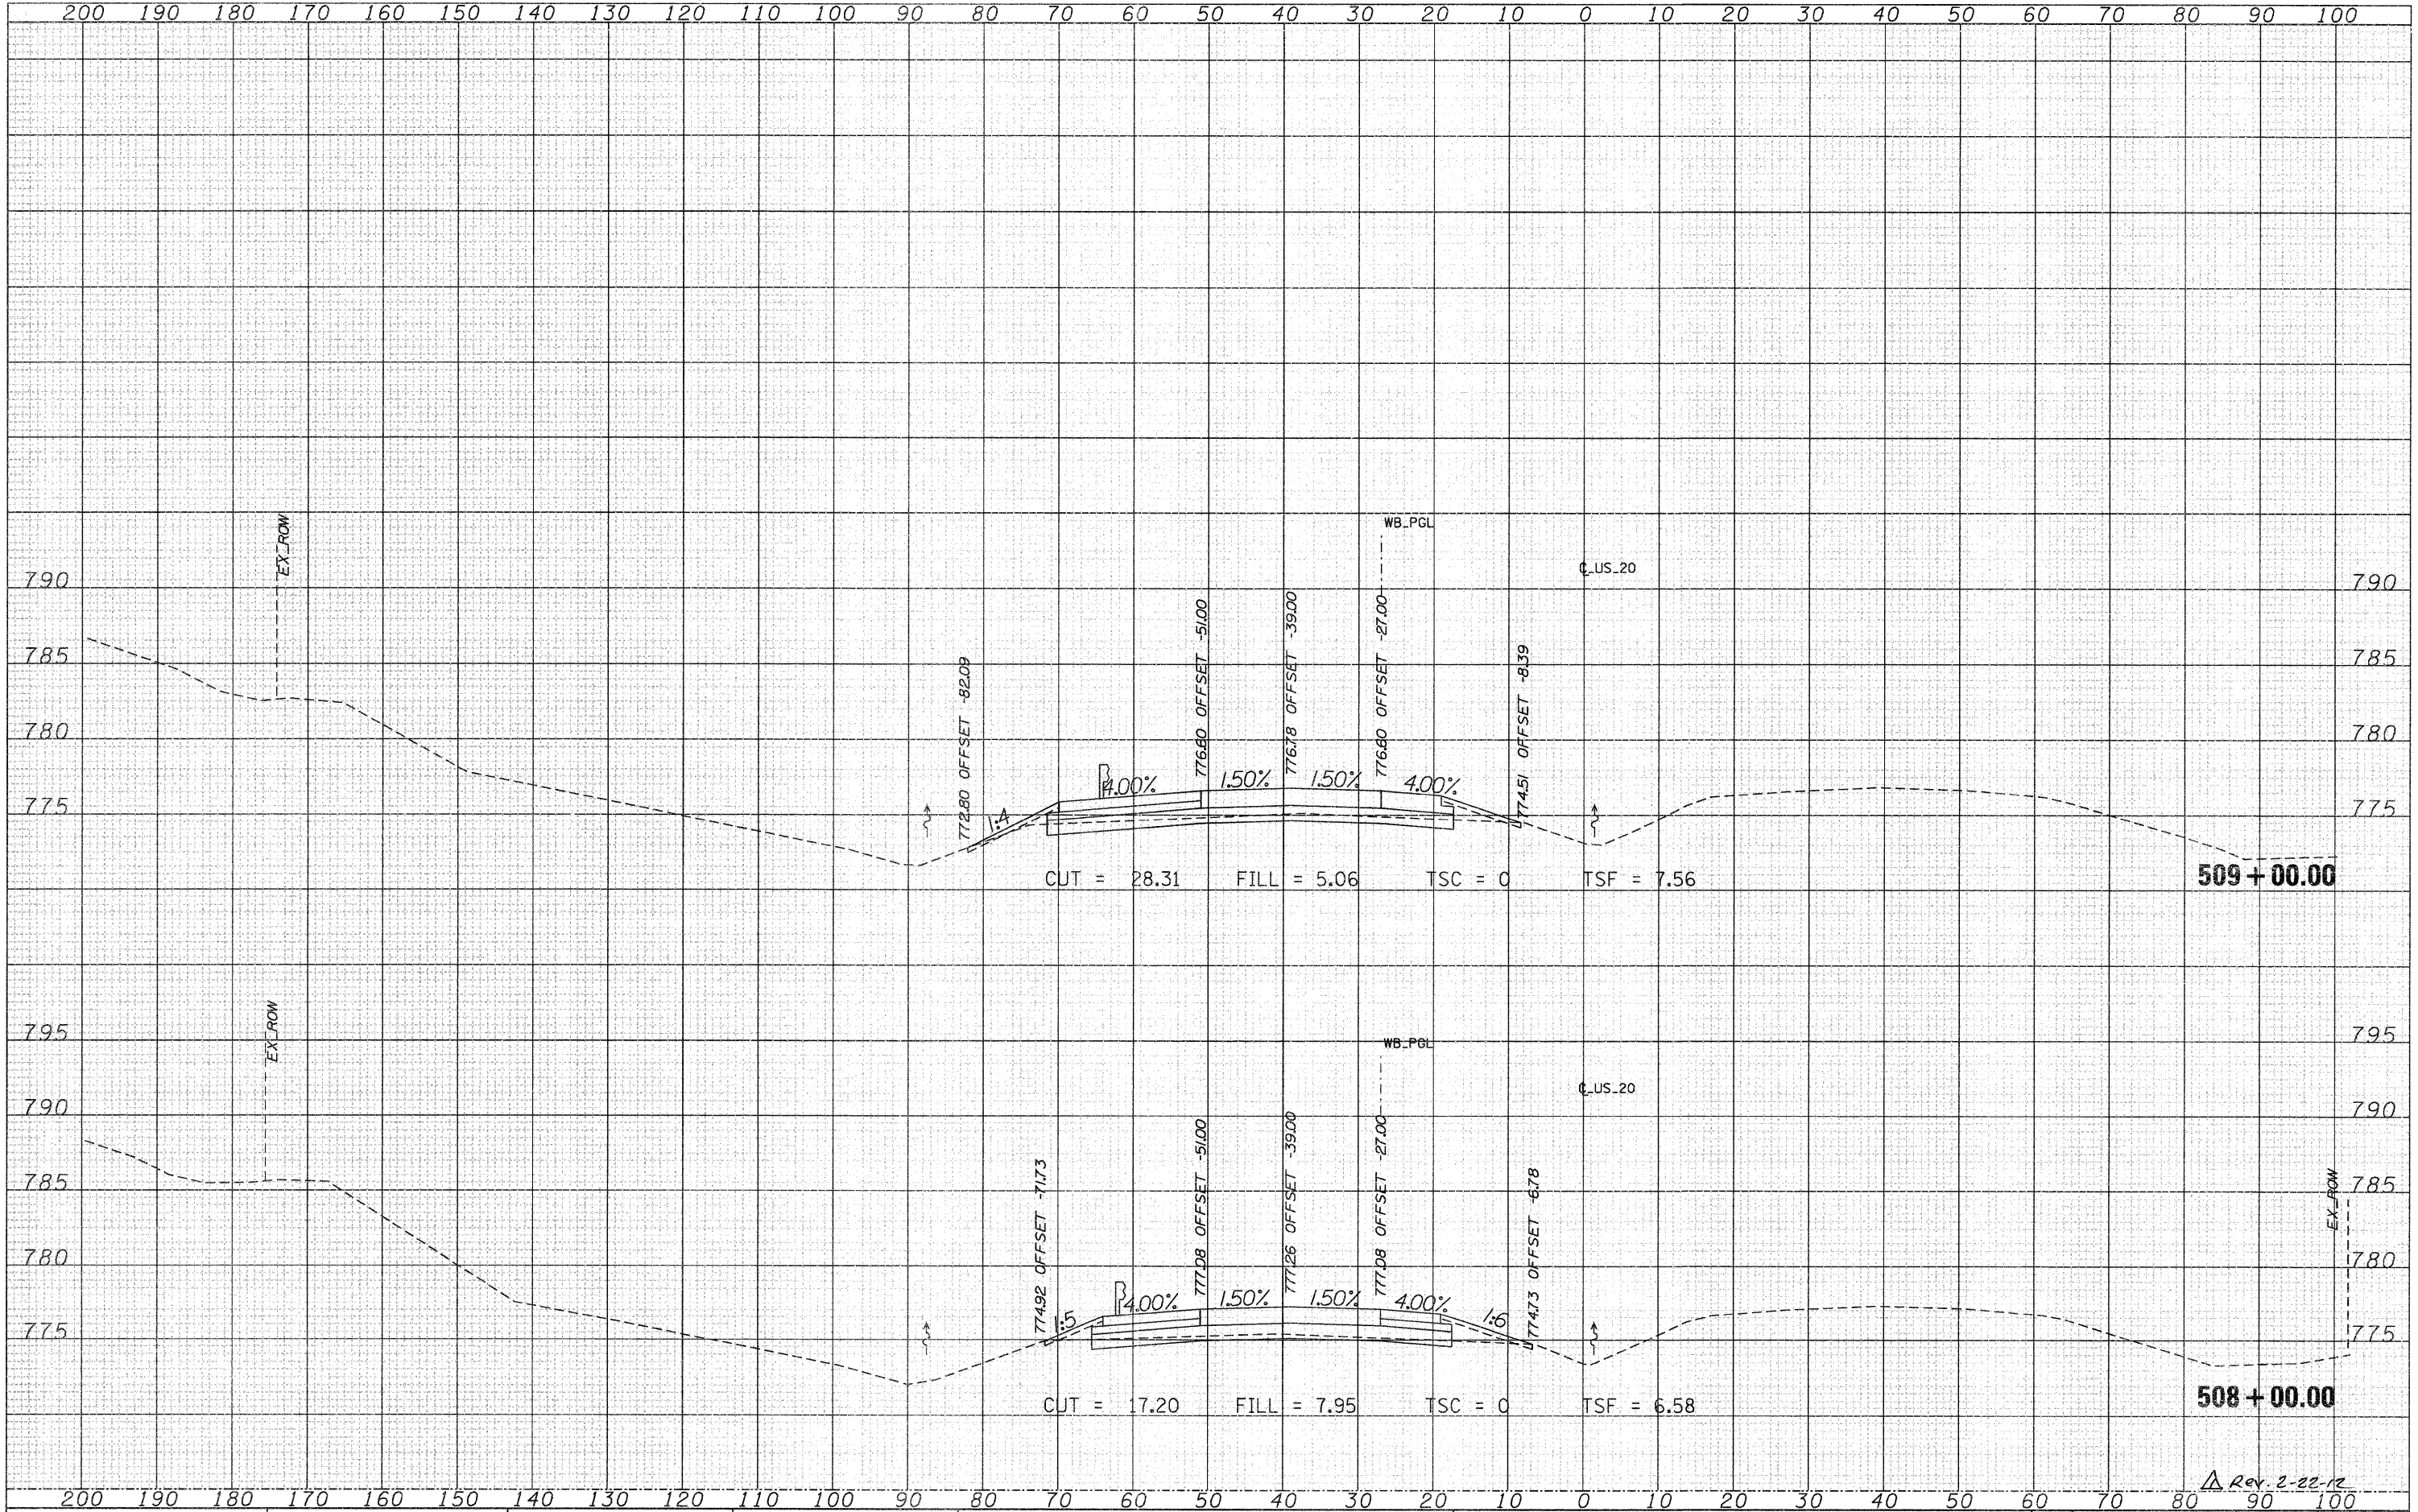 200 190 180 170 160 150 140 130 120 110 100 90 80 70 60 50 40 30 20 10 0 10 20 30 40 50 60 70 80 90 100
EX_ROW
WB_PGL
℄_US_20
790 790
785 785
780 780
775 775
772.80 OFFSET -82.09
776.60 OFFSET -51.00
776.78 OFFSET -39.00
776.60 OFFSET -27.00
774.51 OFFSET -8.39
1:4 4.00% 1.50% 1.50% 4.00%
CUT = 28.31 FILL = 5.06 TSC = 0 TSF = 7.56
509+00.00
EX_ROW
WB_PGL
℄_US_20
795 795
790 790
785 785
780 780
775 775
EX_ROW
774.92 OFFSET -71.73
777.08 OFFSET -51.00
777.26 OFFSET -39.00
777.08 OFFSET -27.00
774.73 OFFSET -6.78
1:5 4.00% 1.50% 1.50% 4.00% 1:6
CUT = 17.20 FILL = 7.95 TSC = 0 TSF = 6.58
508+00.00
Rev. 2-22-12
200 190 180 170 160 150 140 130 120 110 100 90 80 70 60 50 40 30 20 10 0 10 20 30 40 50 60 70 80 90 100